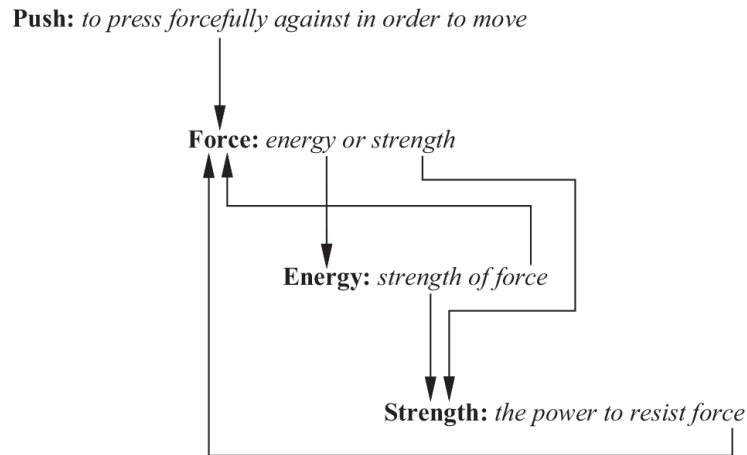 Push: to press forcefully against in order to move
Force: energy or strength
Energy: strength of force
Strength: the power to resist force